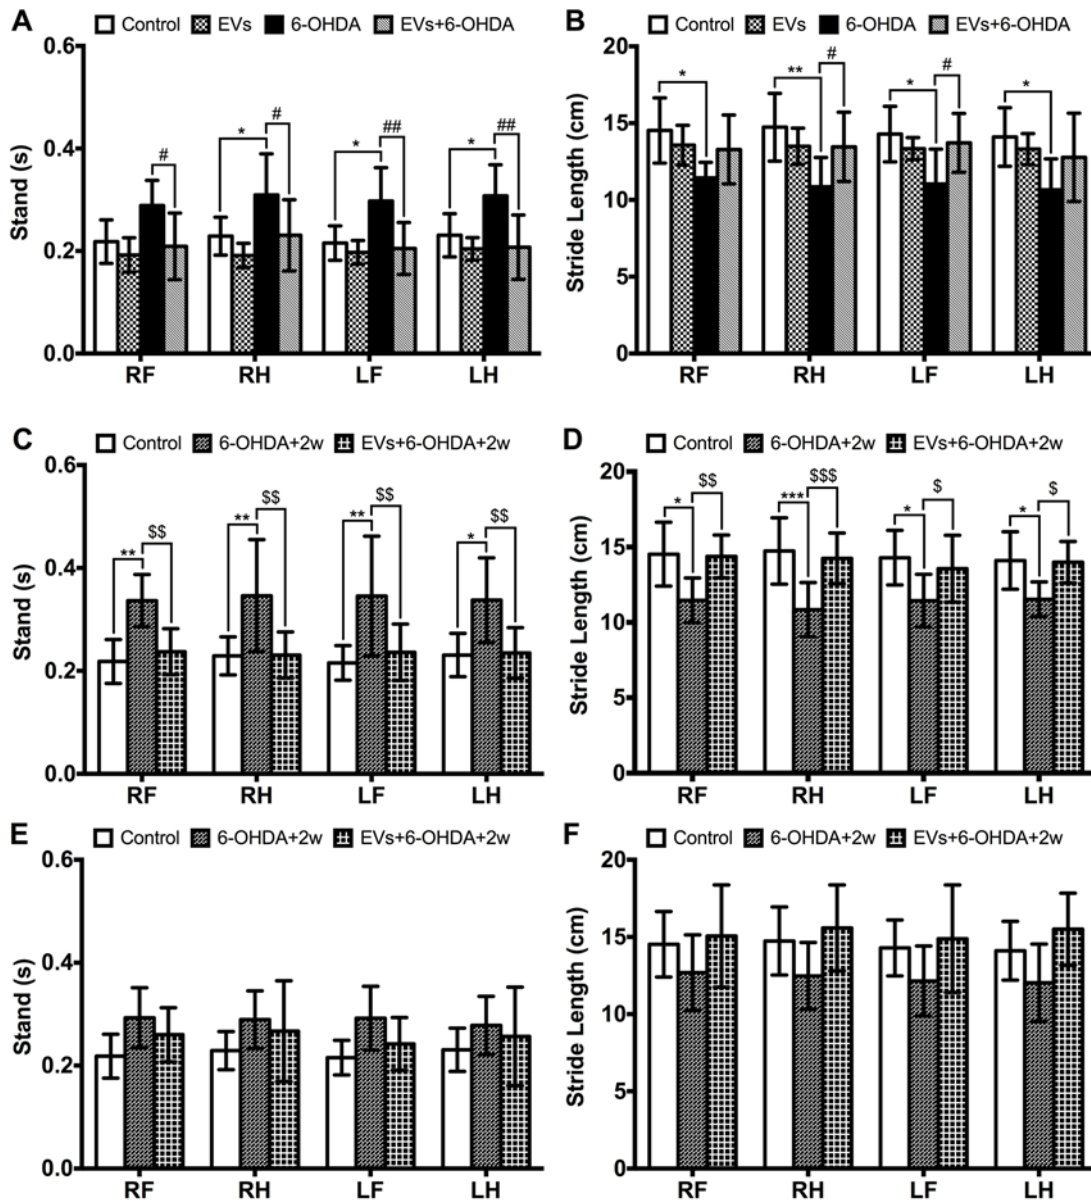 A
Control EVs 6-OHDA EVs+6-OHDA
Stand (s)
0.6
0.4
0.2
0.0
# * # * ## * ##
RF RH LF LH
B
Control EVs 6-OHDA EVs+6-OHDA
Stride Length (cm)
20
15
10
5
0
* ** # * # *
RF RH LF LH
C
Control 6-OHDA+2w EVs+6-OHDA+2w
Stand (s)
0.6
0.4
0.2
0.0
** $$ ** $$ ** $$ * $$
RF RH LF LH
D
Control 6-OHDA+2w EVs+6-OHDA+2w
Stride Length (cm)
20
15
10
5
0
* $$ *** $$$ * $ * $
RF RH LF LH
E
Control 6-OHDA+2w EVs+6-OHDA+2w
Stand (s)
0.6
0.4
0.2
0.0
RF RH LF LH
F
Control 6-OHDA+2w EVs+6-OHDA+2w
Stride Length (cm)
20
15
10
5
0
RF RH LF LH